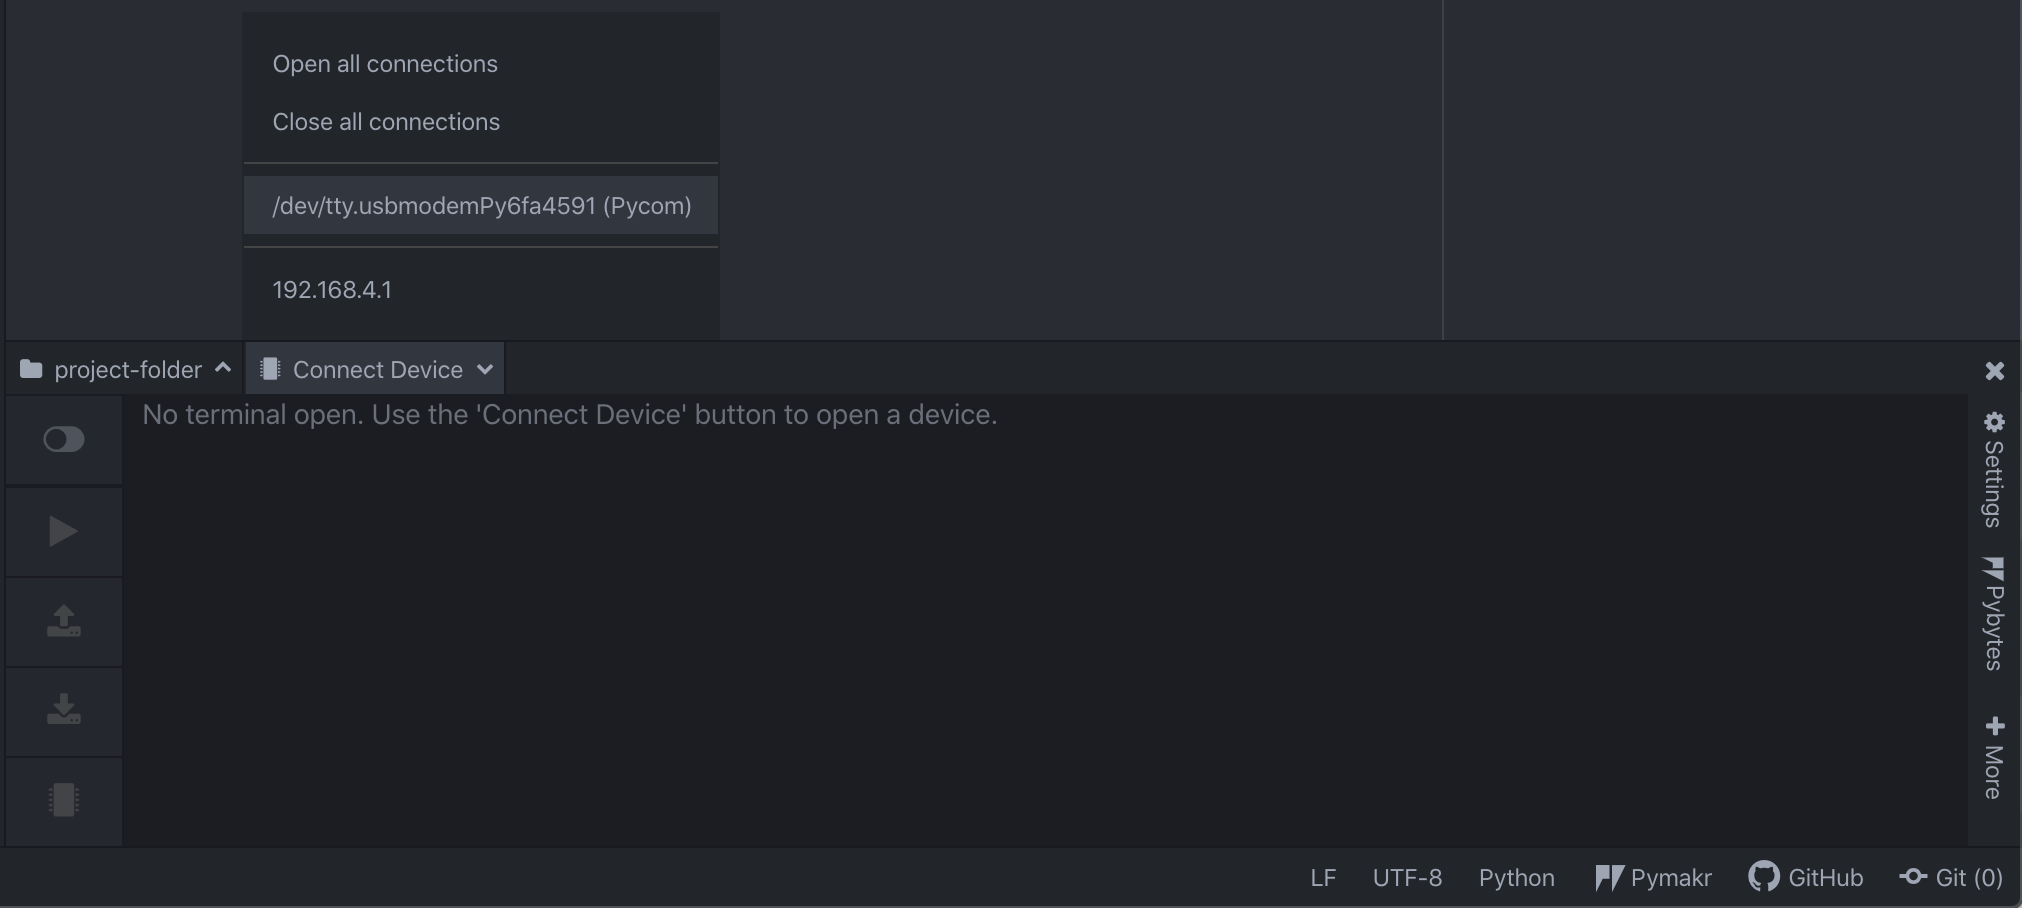 Open all connections
Close all connections
/dev/tty.usbmodemPy6fa4591 (Pycom)
192.168.4.1
project-folder
Connect Device
No terminal open. Use the 'Connect Device' button to open a device.
Settings
Pybytes
More
LF
UTF-8
Python
Pymakr
GitHub
Git (0)